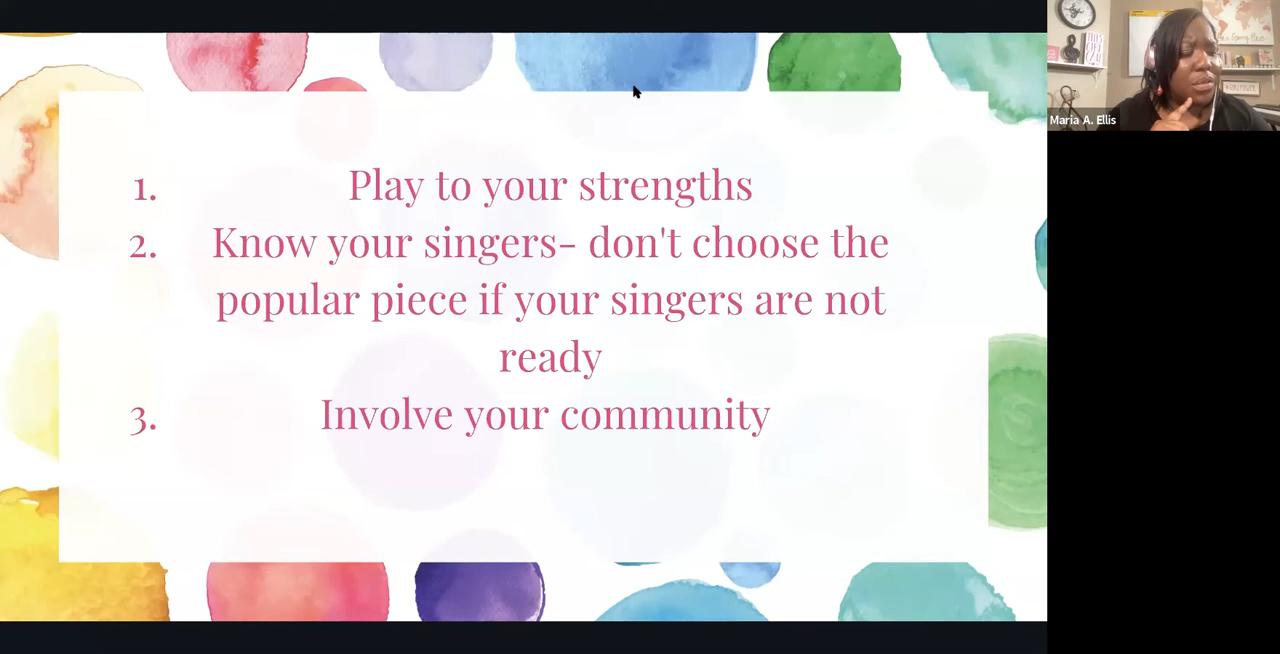 1. Play to your strengths
2. Know your singers- don't choose the
popular piece if your singers are not
ready
3. Involve your community
Maria A. Ellis